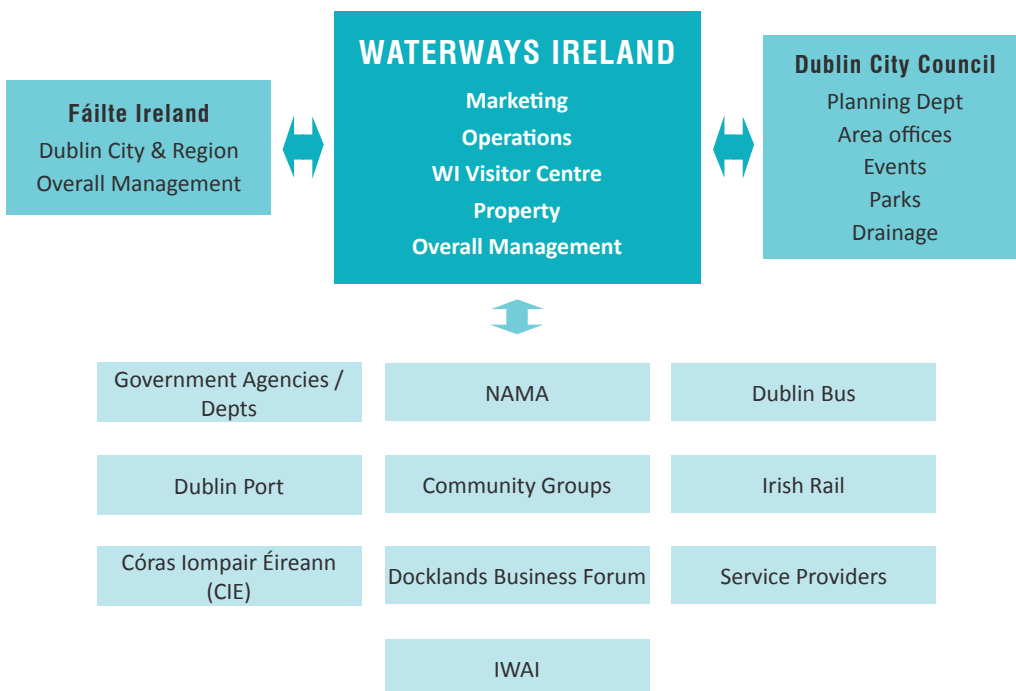 Fáilte Ireland
Dublin City & Region
Overall Management
WATERWAYS IRELAND
Marketing
Operations
WI Visitor Centre
Property
Overall Management
Dublin City Council
Planning Dept
Area offices
Events
Parks
Drainage
Government Agencies /
Depts
NAMA
Dublin Bus
Dublin Port
Community Groups
Irish Rail
Córas Iompair Éireann
(CIE)
Docklands Business Forum
Service Providers
IWAI